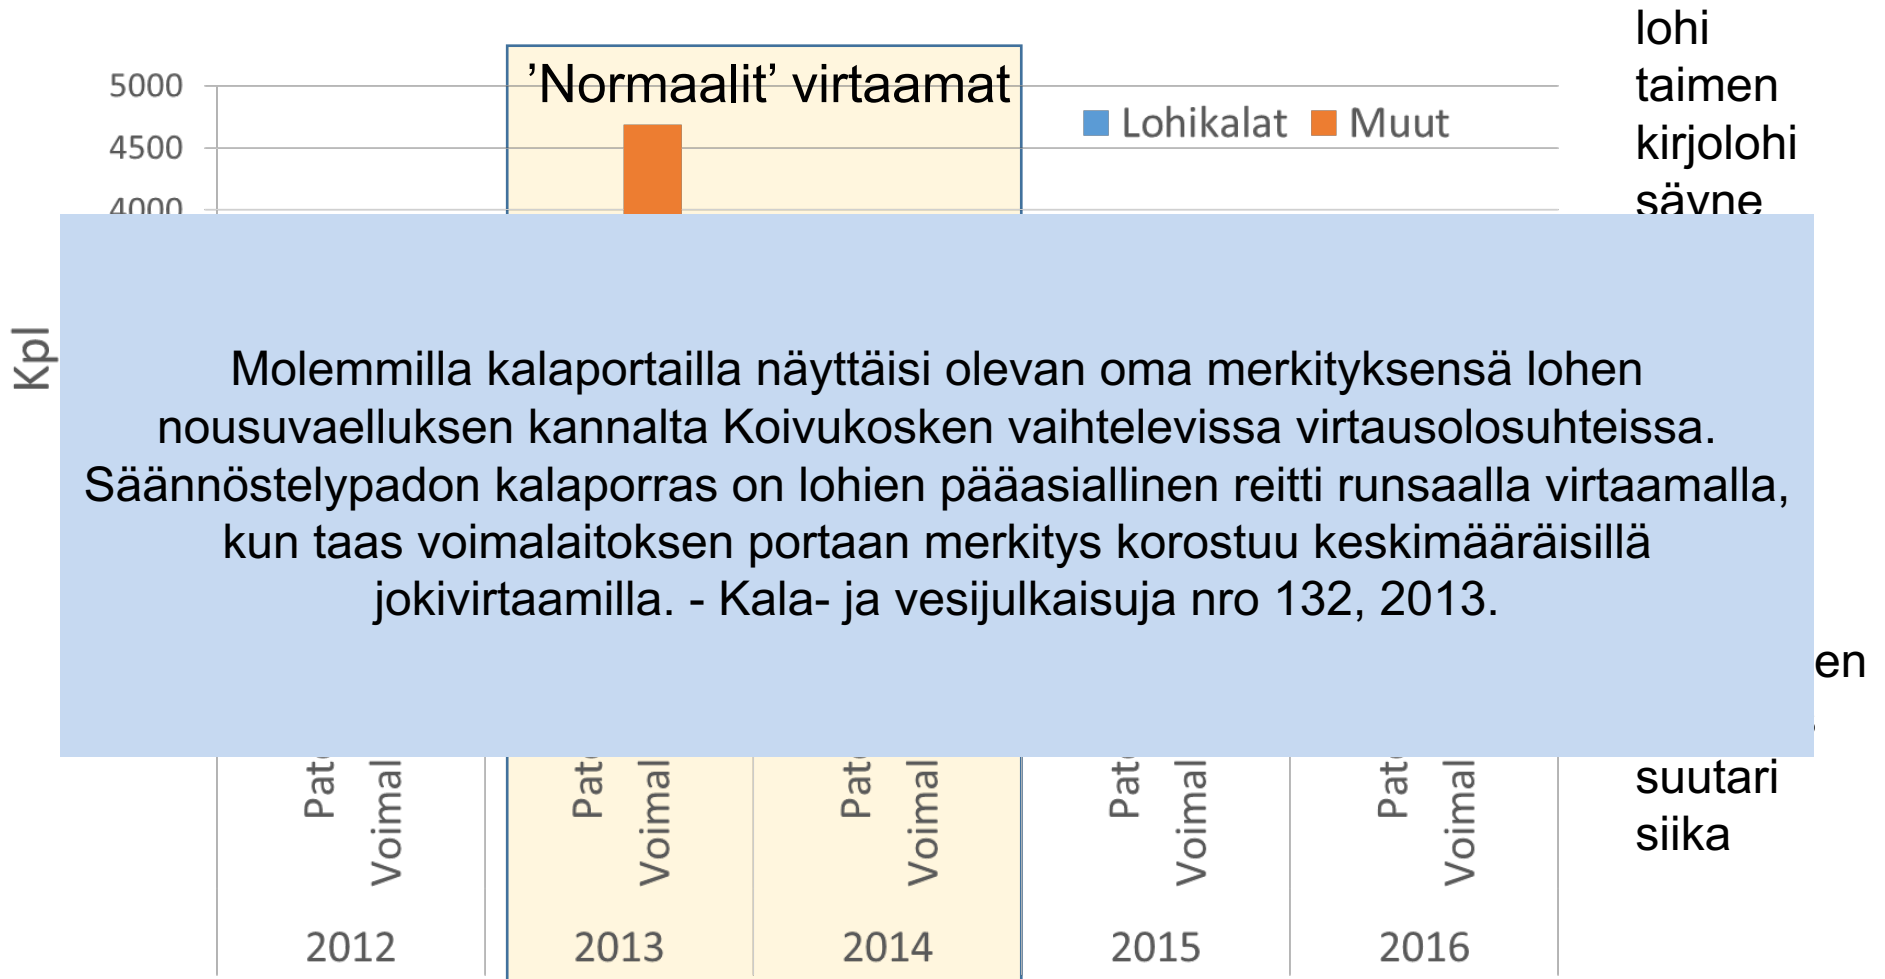 ’Normaalit’ virtaamat
Lohikalat Muut
5000
4500
4000
Kpl
Molemmilla kalaportailla näyttäisi olevan oma merkityksensä lohen
nousuvaelluksen kannalta Koivukosken vaihtelevissa virtausolosuhteissa.
Säännöstelypadon kalaporras on lohien pääasiallinen reitti runsaalla virtaamalla,
kun taas voimalaitoksen portaan merkitys korostuu keskimääräisillä
jokivirtaamilla. - Kala- ja vesijulkaisuja nro 132, 2013.
Voimal
Voimal
Voimal
Voimal
Voimal
2012 2013 2014 2015 2016
lohi
taimen
kirjolohi
säyne
en
suutari
siika